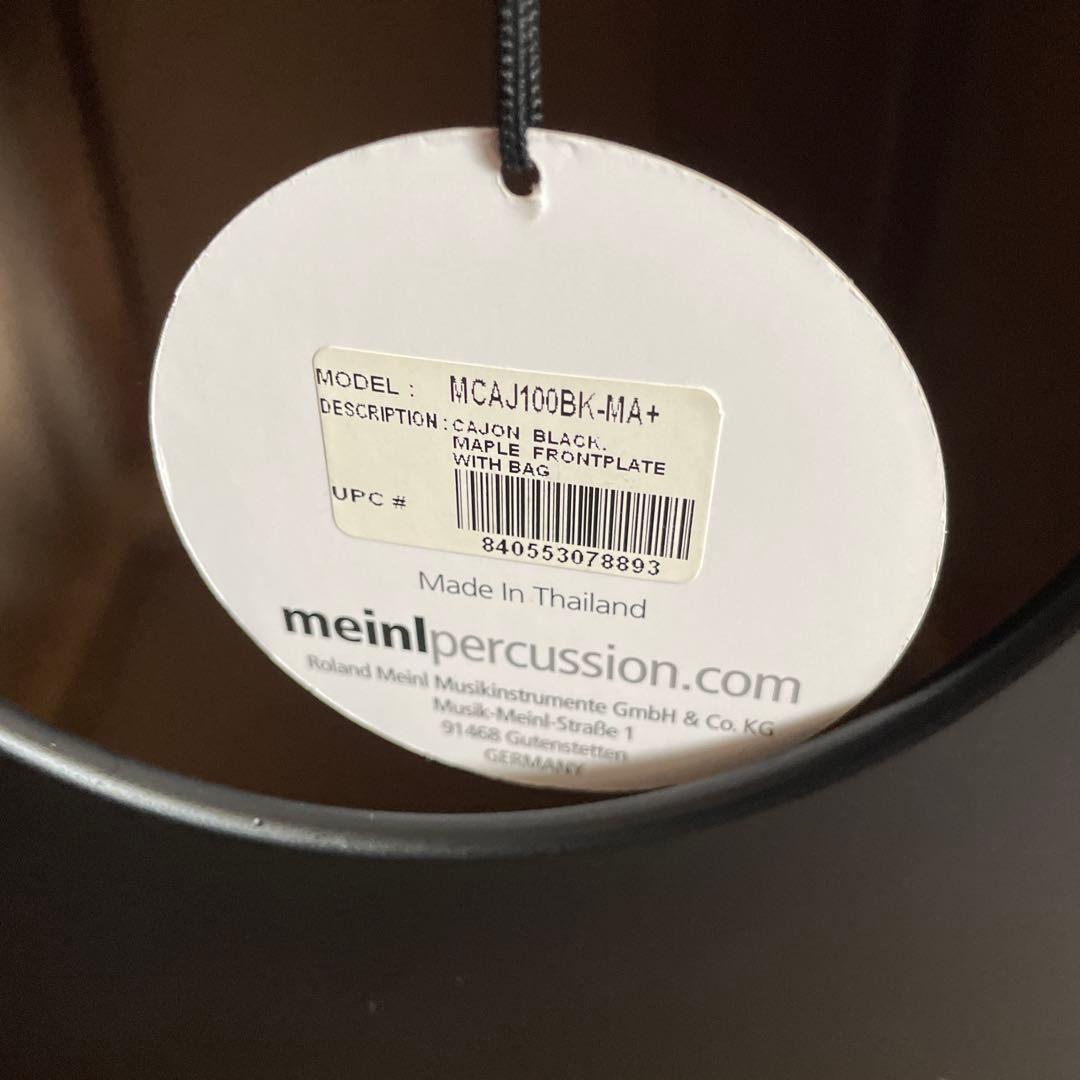 MODEL : MCAJ100BK-MA+
DESCRIPTION : CAJON BLACK,
MAPLE FRONTPLATE
WITH BAG
UPC #
840553078893
Made In Thailand
meinlpercussion.com
Roland Meinl Musikinstrumente GmbH & Co. KG
Musik-Meinl-Straße 1
91468 Gutenstetten
GERMANY